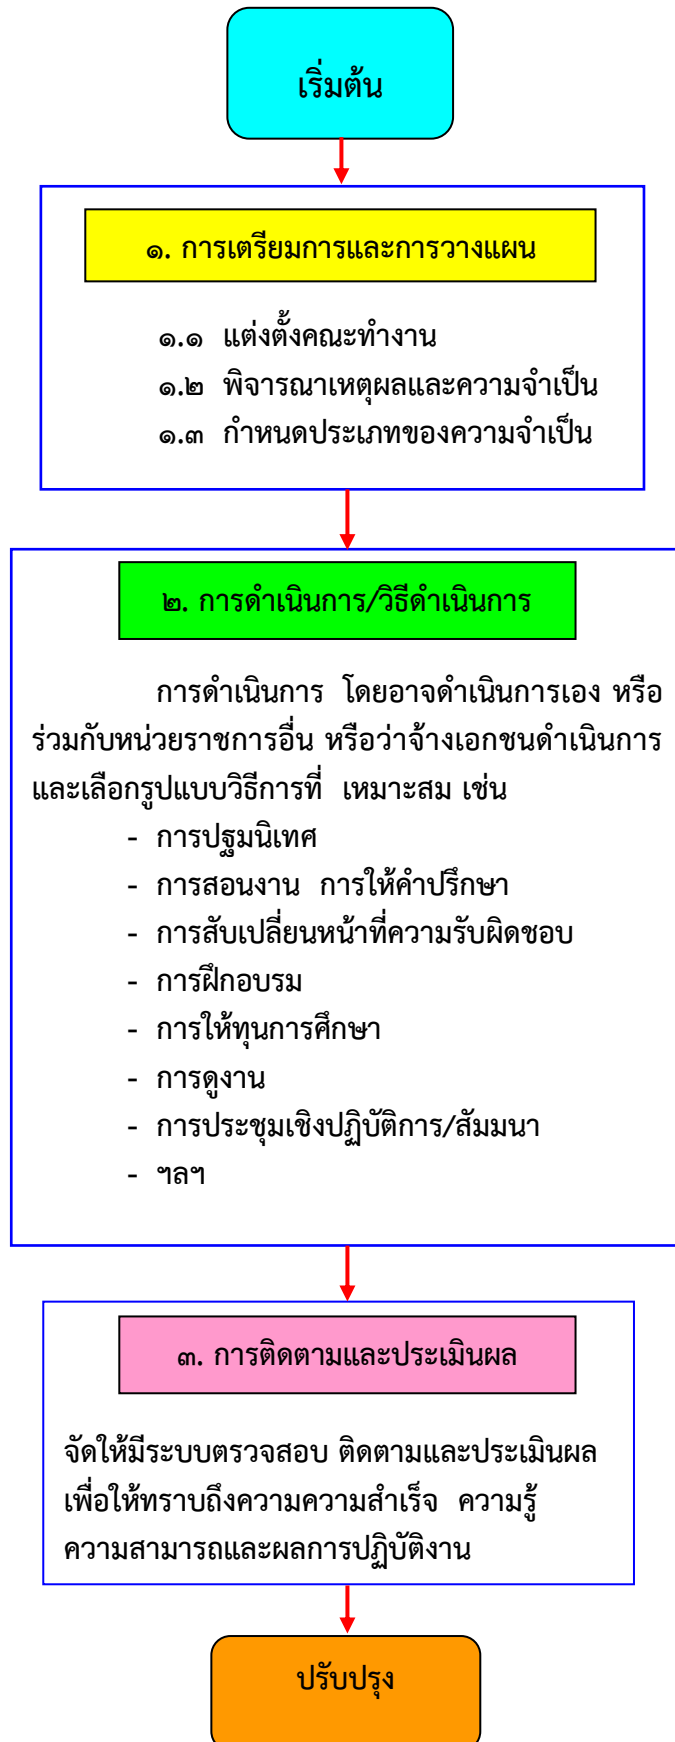 เริ่มต้น
๑. การเตรียมการและการวางแผน
๑.๑ แต่งตั้งคณะทำงาน
๑.๒ พิจารณาเหตุผลและความจำเป็น
๑.๓ กำหนดประเภทของความจำเป็น
๒. การดำเนินการ/วิธีดำเนินการ
การดำเนินการ โดยอาจดำเนินการเอง หรือ
ร่วมกับหน่วยราชการอื่น หรือว่าจ้างเอกชนดำเนินการ
และเลือกรูปแบบวิธีการที่ เหมาะสม เช่น
- การปฐมนิเทศ
- การสอนงาน การให้คำปรึกษา
- การสับเปลี่ยนหน้าที่ความรับผิดชอบ
- การฝึกอบรม
- การให้ทุนการศึกษา
- การดูงาน
- การประชุมเชิงปฏิบัติการ/สัมมนา
- ฯลฯ
๓. การติดตามและประเมินผล
จัดให้มีระบบตรวจสอบ ติดตามและประเมินผล
เพื่อให้ทราบถึงความความสำเร็จ ความรู้
ความสามารถและผลการปฏิบัติงาน
ปรับปรุง